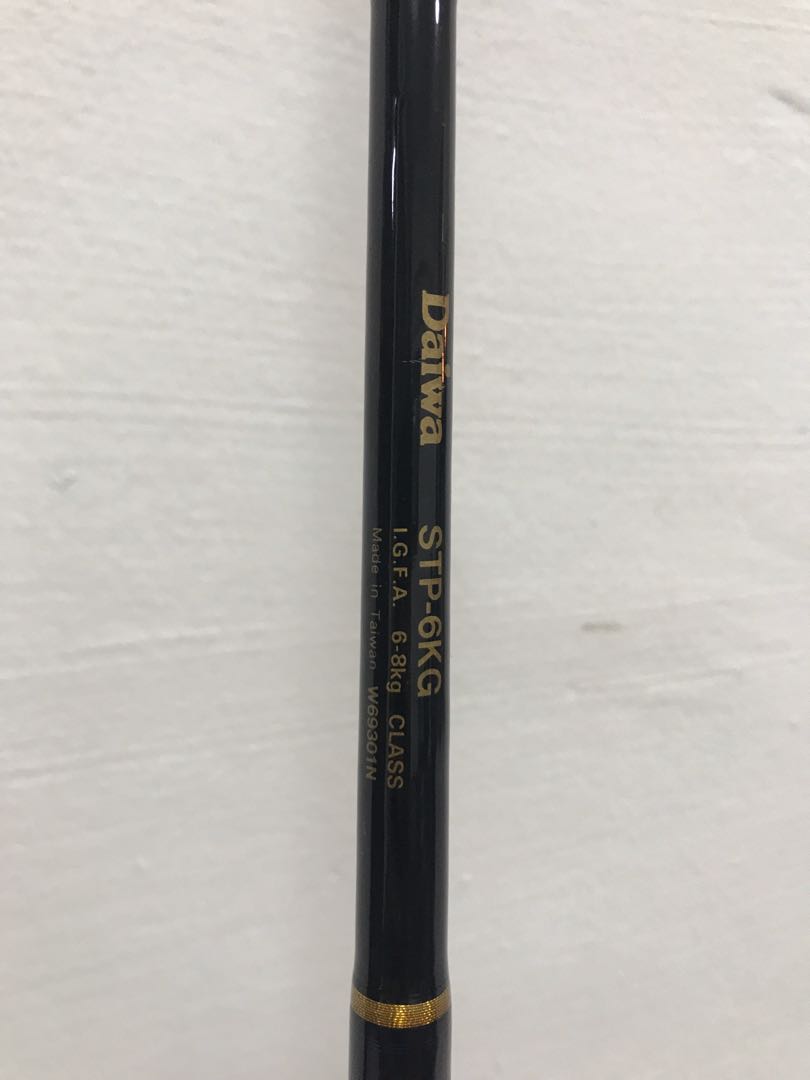 Daiwa STP-6KG
I.G.F.A. 6-8kg CLASS
Made in Taiwan W69301N